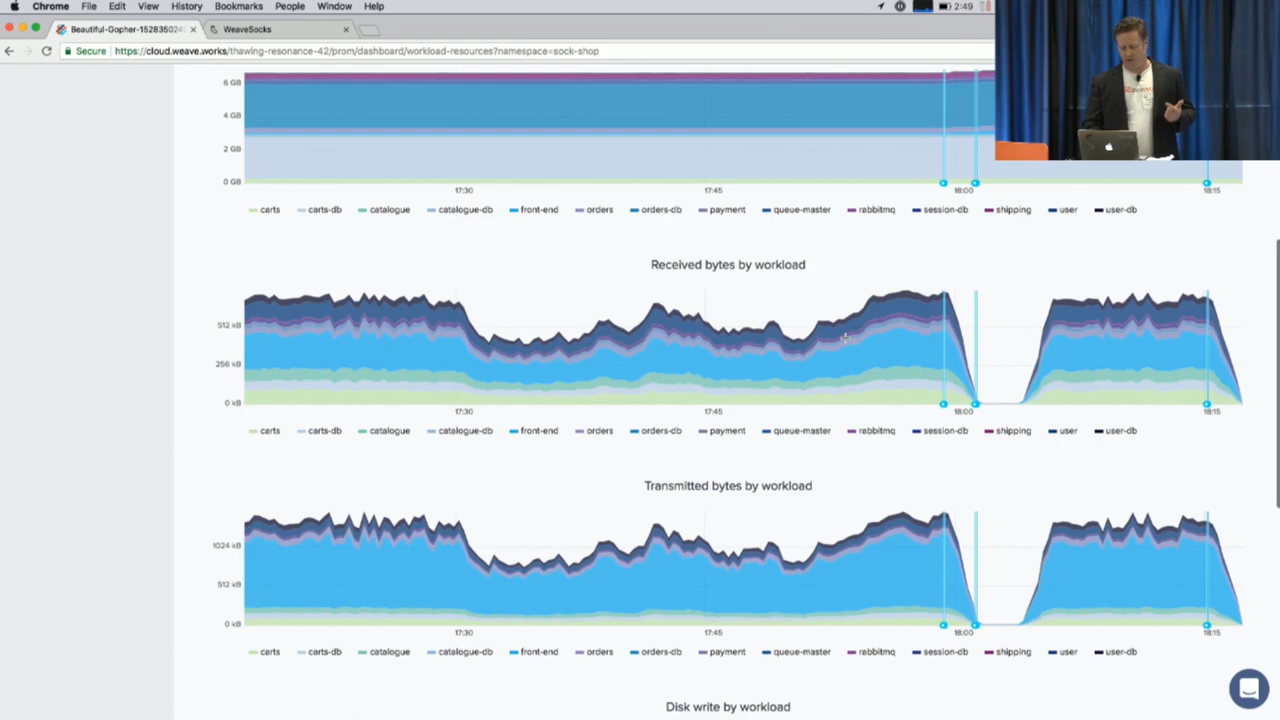 Chrome File Edit View History Bookmarks People Window Help 2:49
Beautiful-Gopher-152835024 WeaveSocks
Secure https://cloud.weave.works/thawing-resonance-42/prom/dashboard/workload-resources?namespace=sock-shop
6 GB
4 GB
2 GB
0 GB
17:30 17:45 18:00 18:15
carts carts-db catalogue catalogue-db front-end orders orders-db payment queue-master rabbitmq session-db shipping user user-db
Received bytes by workload
512 kB
256 kB
0 kB
17:30 17:45 18:00 18:15
carts carts-db catalogue catalogue-db front-end orders orders-db payment queue-master rabbitmq session-db shipping user user-db
Transmitted bytes by workload
1024 kB
512 kB
0 kB
17:30 17:45 18:00 18:15
carts carts-db catalogue catalogue-db front-end orders orders-db payment queue-master rabbitmq session-db shipping user user-db
Disk write by workload